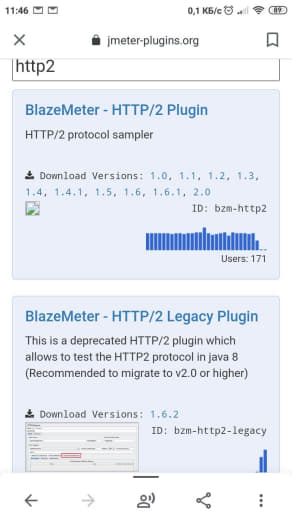 11:46
0,1 КБ/с
89
jmeter-plugins.org
http2
BlazeMeter - HTTP/2 Plugin
HTTP/2 protocol sampler
Download Versions: 1.0, 1.1, 1.2, 1.3,
1.4, 1.4.1, 1.5, 1.6, 1.6.1, 2.0
ID: bzm-http2
Users: 171
BlazeMeter - HTTP/2 Legacy Plugin
This is a deprecated HTTP/2 plugin which
allows to test the HTTP2 protocol in java 8
(Recommended to migrate to v2.0 or higher)
Download Versions: 1.6.2
ID: bzm-http2-legacy